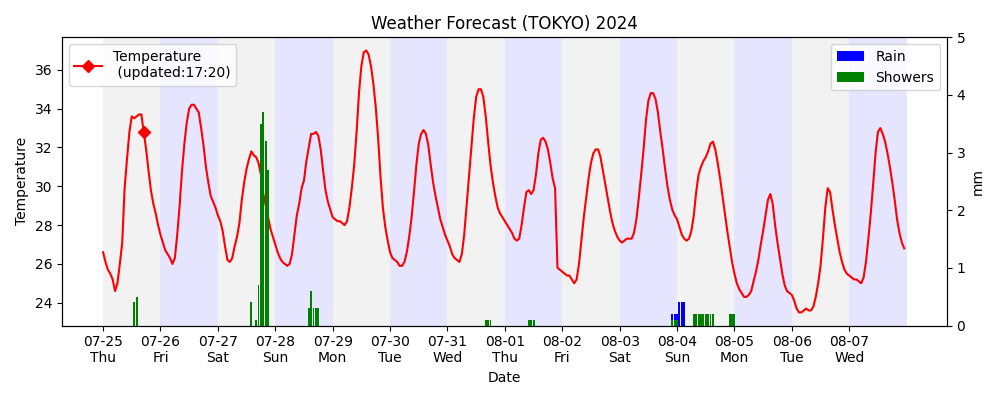 Weather Forecast (TOKYO) 2024
Temperature
(updated:17:20)
Rain
Showers
Temperature
36
34
32
30
28
26
24
5
4
3
2
1
0
mm
07-25 07-26 07-27 07-28 07-29 07-30 07-31 08-01 08-02 08-03 08-04 08-05 08-06 08-07
Thu Fri Sat Sun Mon Tue Wed Thu Fri Sat Sun Mon Tue Wed
Date